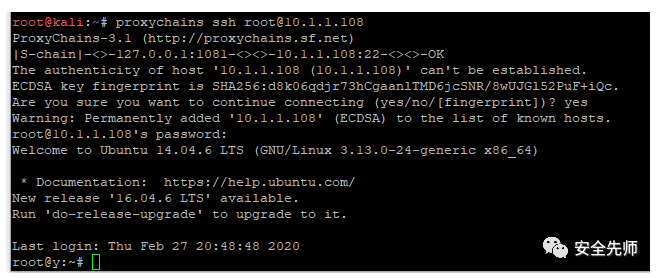 root@kali:~# proxychains ssh root@10.1.1.108
ProxyChains-3.1 (http://proxychains.sf.net)
|S-chain|-<>-127.0.0.1:1081-<><>-10.1.1.108:22-<><>-OK
The authenticity of host '10.1.1.108 (10.1.1.108)' can't be established.
ECDSA key fingerprint is SHA256:d8k06qdjr73hCgaanlTMD6jcSNR/8wUJGl52PuF+iQc.
Are you sure you want to continue connecting (yes/no/[fingerprint])? yes
Warning: Permanently added '10.1.1.108' (ECDSA) to the list of known hosts.
root@10.1.1.108's password:
Welcome to Ubuntu 14.04.6 LTS (GNU/Linux 3.13.0-24-generic x86_64)
* Documentation:  https://help.ubuntu.com/
New release '16.04.6 LTS' available.
Run 'do-release-upgrade' to upgrade to it.
Last login: Thu Feb 27 20:48:48 2020
root@y:~#
安全先师